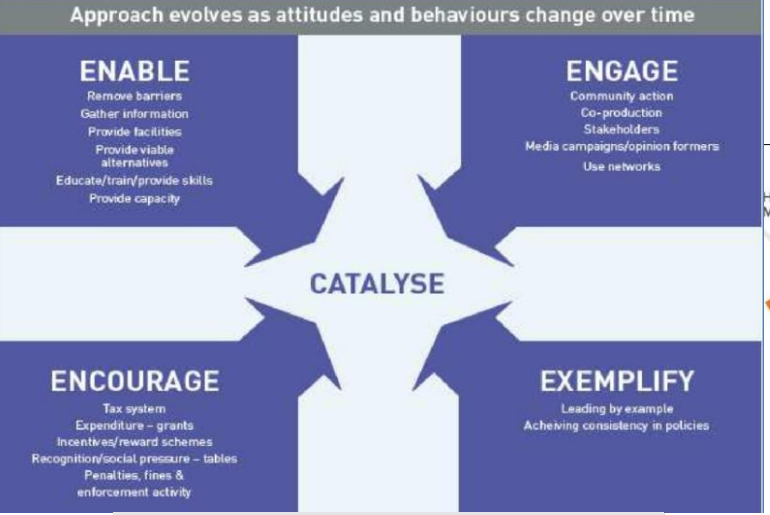 Approach evolves as attitudes and behaviours change over time
ENABLE
Remove barriers
Gather information
Provide facilities
Provide viable
alternatives
Educate/train/provide skills
Provide capacity
ENGAGE
Community action
Co-production
Stakeholders
Media campaigns/opinion formers
Use networks
CATALYSE
ENCOURAGE
Tax system
Expenditure – grants
Incentives/reward schemes
Recognition/social pressure – tables
Penalties, fines &
enforcement activity
EXEMPLIFY
Leading by example
Acheiving consistency in policies